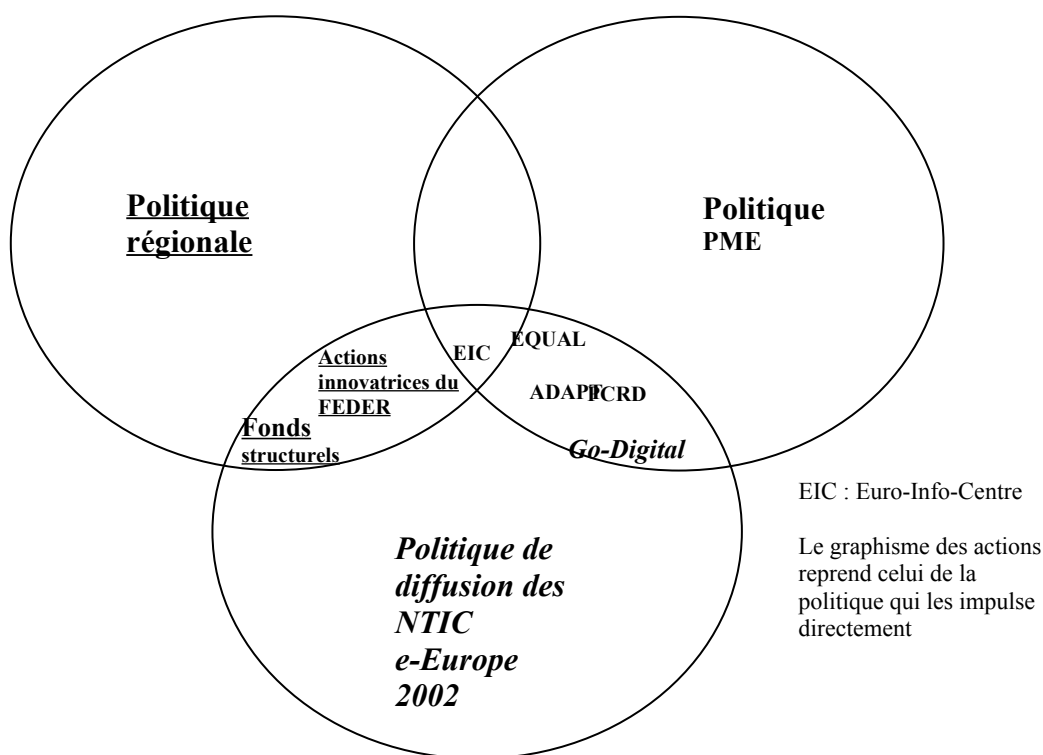 Politique
régionale
Politique
PME
EIC
EQUAL
Actions
innovatrices du
FEDER
ADAPT
Fonds
structurels
Go-Digital
EIC : Euro-Info-Centre
Le graphisme des actions
reprend celui de la
politique qui les impulse
directement
Politique de
diffusion des
NTIC
e-Europe
2002